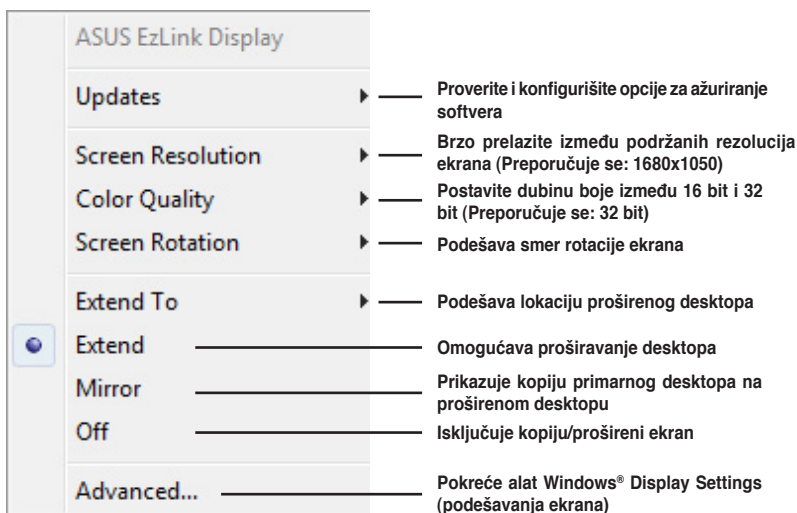 ASUS EzLink Display
Updates
Proverite i konfigurišite opcije za ažuriranje
softvera
Screen Resolution
Brzo prelazite između podržanih rezolucija
ekrana (Preporučuje se: 1680x1050)
Color Quality
Postavite dubinu boje između 16 bit i 32
bit (Preporučuje se: 32 bit)
Screen Rotation
Podešava smer rotacije ekrana
Extend To
Podešava lokaciju proširenog desktopa
Extend
Omogućava proširavanje desktopa
Mirror
Prikazuje kopiju primarnog desktopa na
proširenom desktopu
Off
Isključuje kopiju/prošireni ekran
Advanced...
Pokreće alat Windows® Display Settings
(podešavanja ekrana)